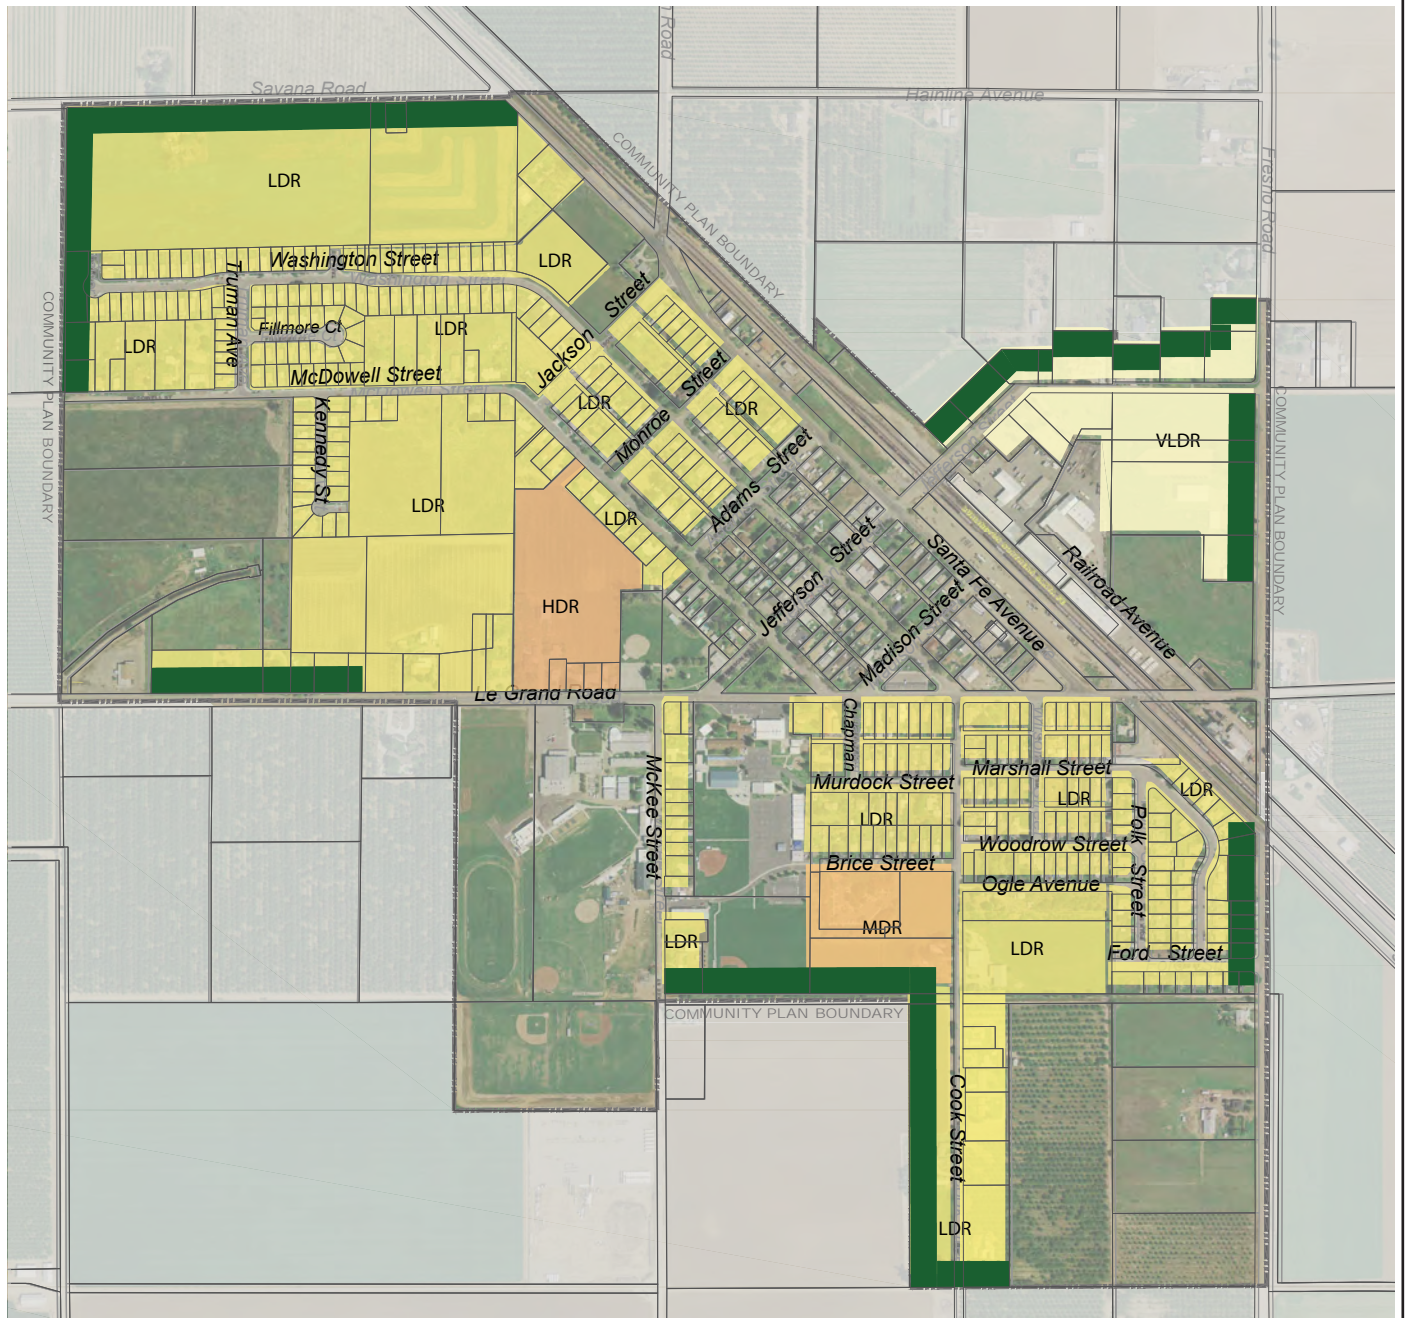 Road
Savana Road
Hainline Avenue
COMMUNITY PLAN BOUNDARY
Fresno Road
LDR
Washington Street
LDR
Truman Ave
Street
COMMUNITY PLAN BOUNDARY
Fillmore Ct
LDR
LDR
Jackson
McDowell Street
Street
Kennedy St
LDR
Monroe
LDR
Street
VLDR
COMMUNITY PLAN BOUNDARY
LDR
LDR
Adams
Street
Santa Fe Avenue
Railroad Avenue
HDR
Jefferson
Madison Street
Le Grand Road
Chapman
McKee Street
Murdock Street
Marshall Street
LDR
LDR
LDR
Polk
Street
Woodrow Street
Brice Street
Ogle Avenue
LDR
MDR
LDR
Ford Street
COMMUNITY PLAN BOUNDARY
Cook Street
LDR